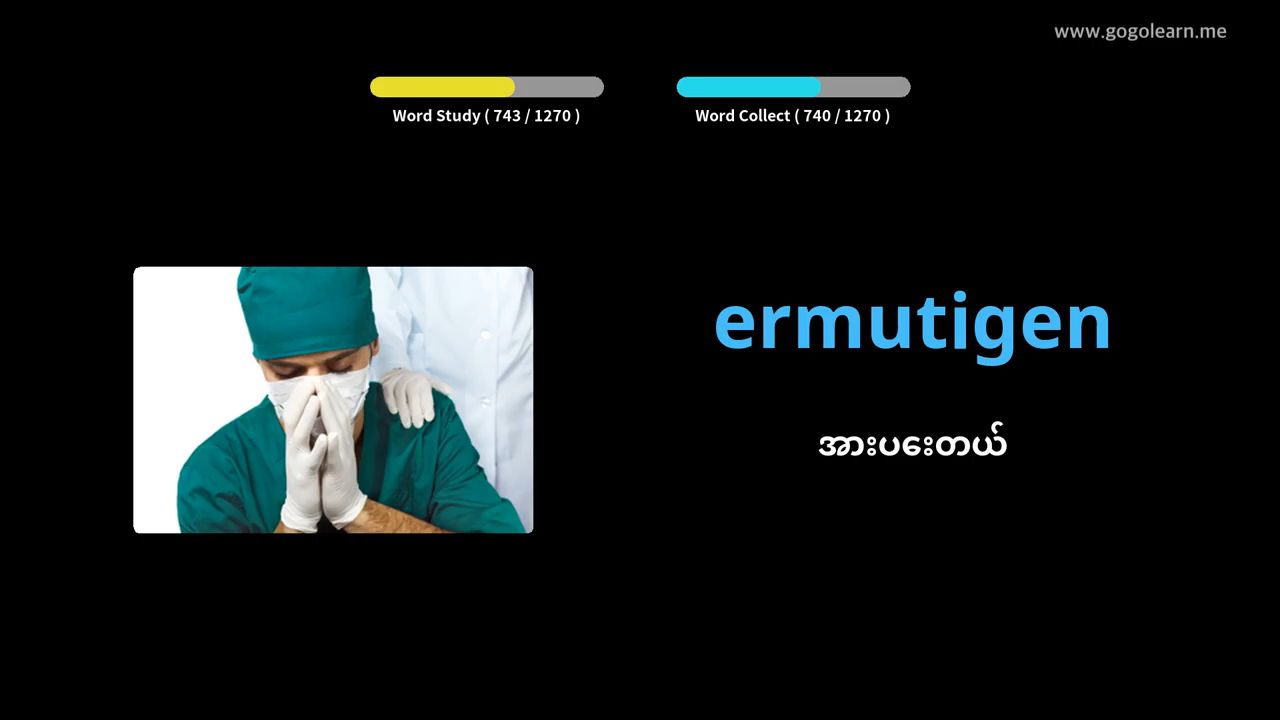 www.gogolearn.me
Word Study ( 743 / 1270 )
Word Collect ( 740 / 1270 )
ermutigen
အားပေးတယ်